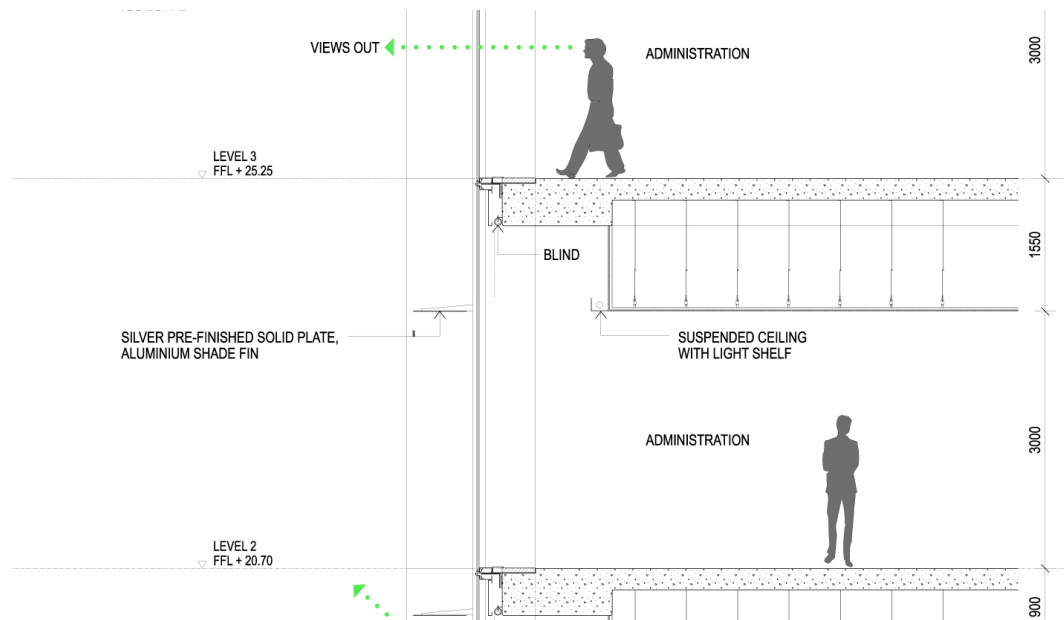 VIEWS OUT
ADMINISTRATION
3000
LEVEL 3
FFL + 25.25
BLIND
1550
SILVER PRE-FINISHED SOLID PLATE,
ALUMINIUM SHADE FIN
SUSPENDED CEILING
WITH LIGHT SHELF
ADMINISTRATION
3000
LEVEL 2
FFL + 20.70
900